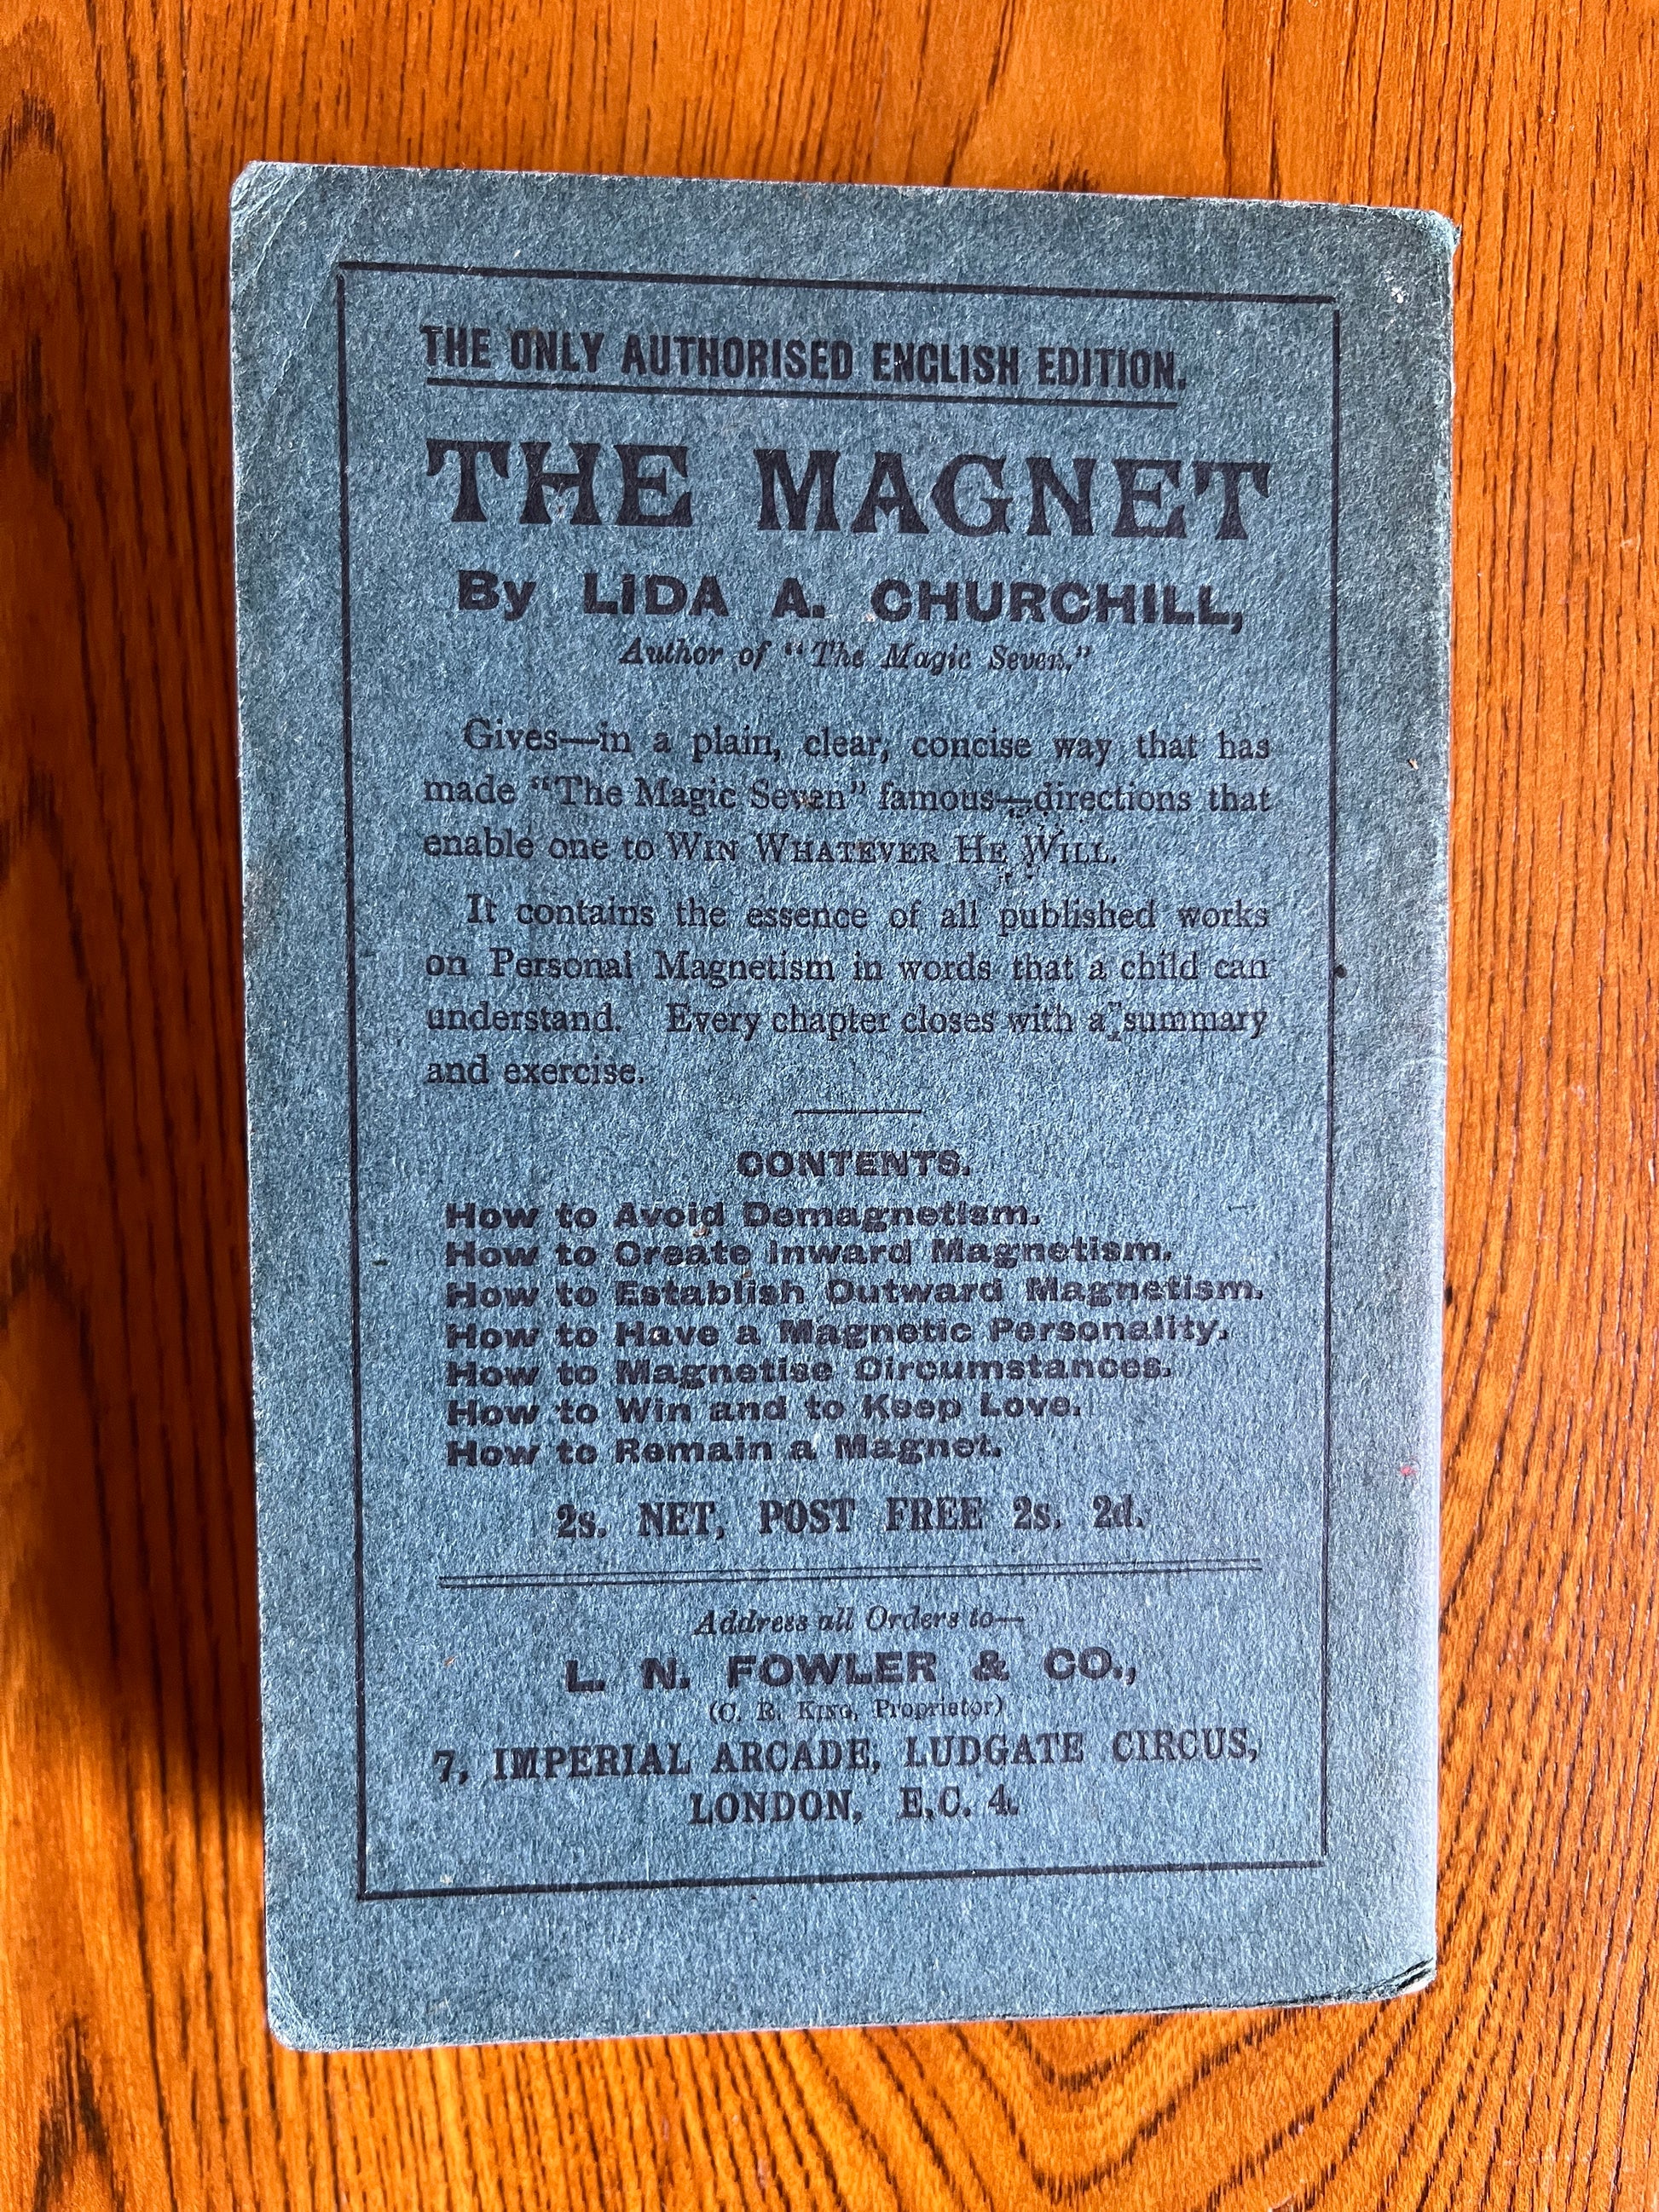 THE ONLY AUTHORISED ENGLISH EDITION.
THE MAGNET
By LIDA A. CHURCHILL,
Author of "The Magic Seven."
Gives—in a plain, clear, concise way that has
made "The Magic Seven" famous—directions that
enable one to WIN WHATEVER HE WILL.
It contains the essence of all published works
on Personal Magnetism in words that a child can
understand. Every chapter closes with a summary
and exercise.
CONTENTS.
How to Avoid Demagnetism.
How to Create Inward Magnetism.
How to Establish Outward Magnetism.
How to Have a Magnetic Personality.
How to Magnetise Circumstances.
How to Win and to Keep Love.
How to Remain a Magnet.
2s. NET, POST FREE 2s. 2d.
Address all Orders to—
L. N. FOWLER & CO.,
(C. R. KING, Proprietor)
7, IMPERIAL ARCADE, LUDGATE CIRCUS,
LONDON, E.C. 4.